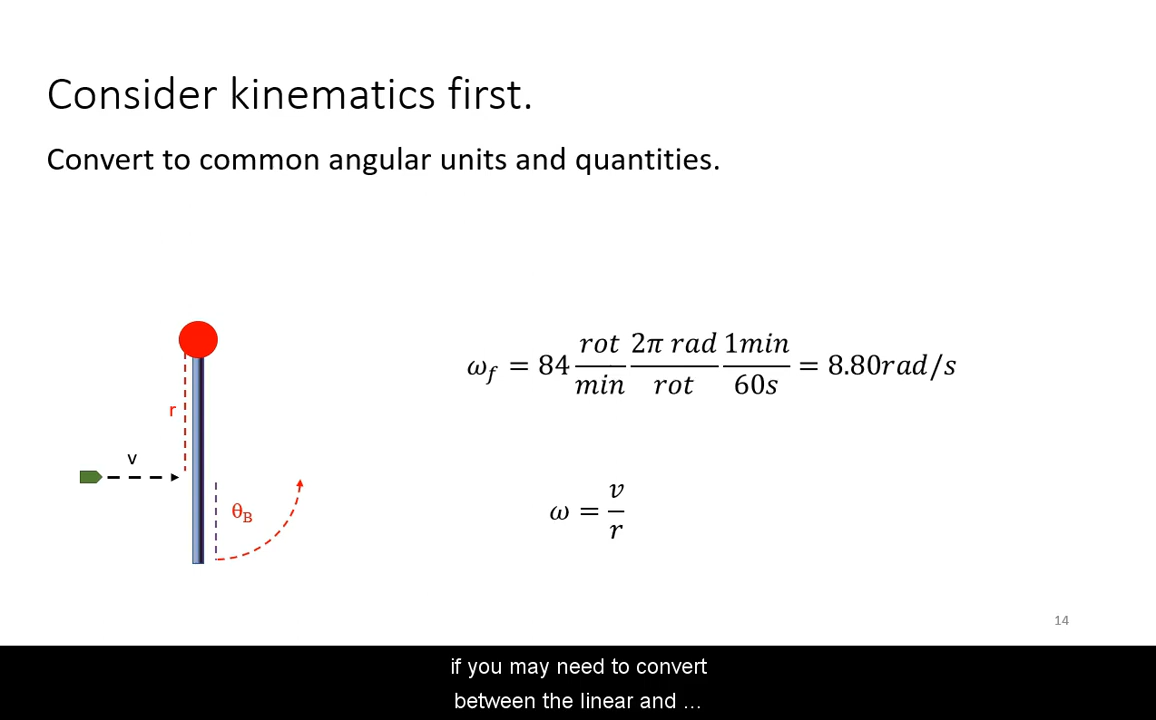 Consider kinematics first.
Convert to common angular units and quantities.
r
v
θ_B
ω_f = 84 rot/min 2π rad/rot 1min/60s = 8.80rad/s
ω = v/r
14
if you may need to convert
between the linear and ...